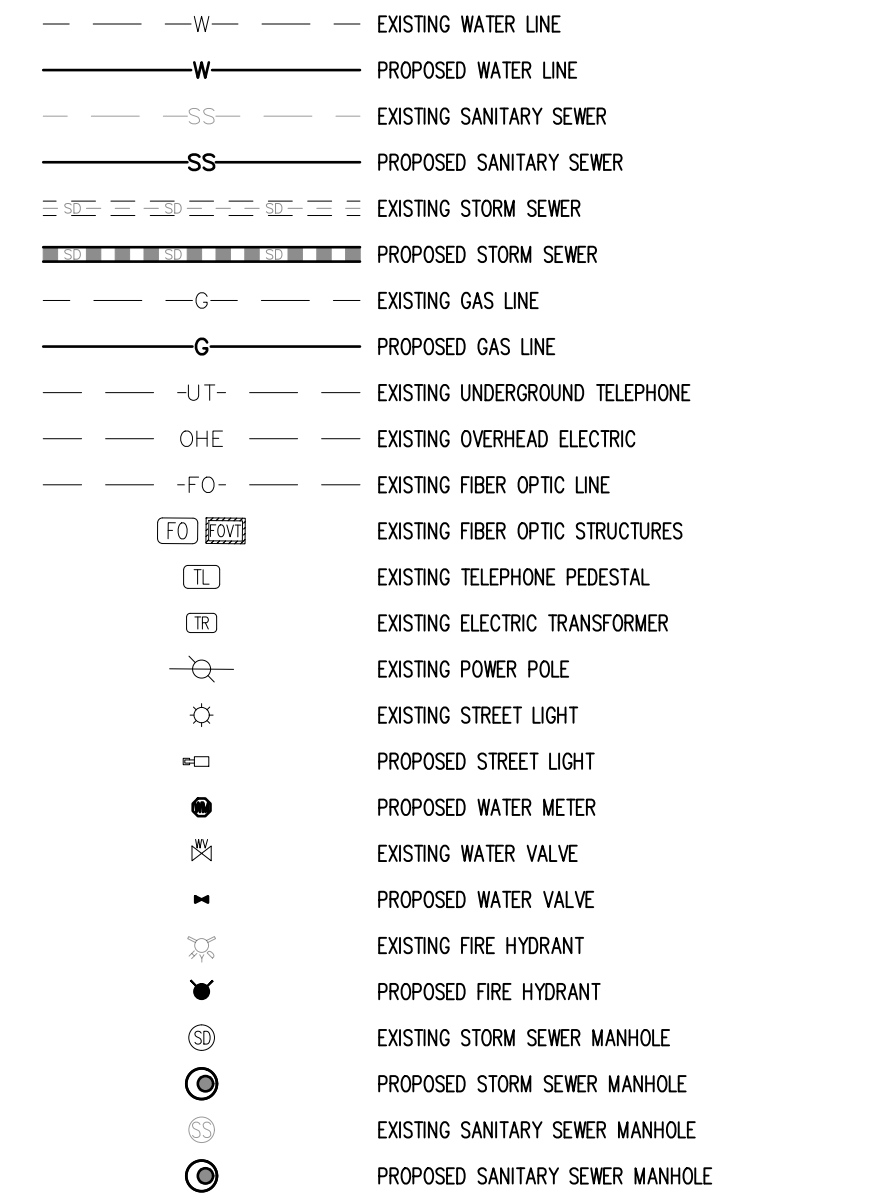 W EXISTING WATER LINE
W PROPOSED WATER LINE
SS EXISTING SANITARY SEWER
SS PROPOSED SANITARY SEWER
SD SD SD EXISTING STORM SEWER
SD SD SD PROPOSED STORM SEWER
G EXISTING GAS LINE
G PROPOSED GAS LINE
-UT- EXISTING UNDERGROUND TELEPHONE
OHE EXISTING OVERHEAD ELECTRIC
-FO- EXISTING FIBER OPTIC LINE
FO FOVT EXISTING FIBER OPTIC STRUCTURES
TL EXISTING TELEPHONE PEDESTAL
TR EXISTING ELECTRIC TRANSFORMER
EXISTING POWER POLE
EXISTING STREET LIGHT
PROPOSED STREET LIGHT
PROPOSED WATER METER
WV EXISTING WATER VALVE
PROPOSED WATER VALVE
EXISTING FIRE HYDRANT
PROPOSED FIRE HYDRANT
SD EXISTING STORM SEWER MANHOLE
PROPOSED STORM SEWER MANHOLE
SS EXISTING SANITARY SEWER MANHOLE
PROPOSED SANITARY SEWER MANHOLE